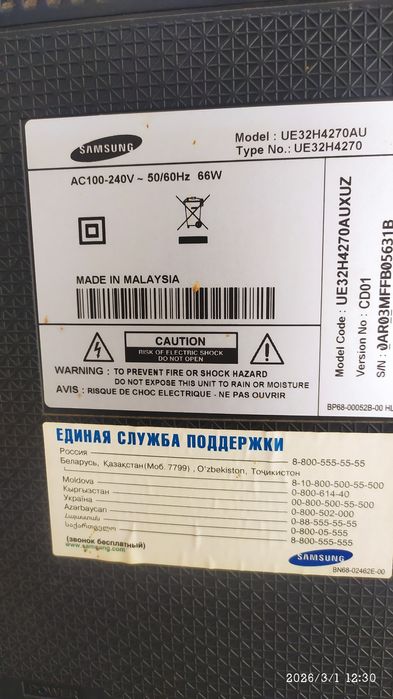 SAMSUNG
Model : UE32H4270AU
Type No.: UE32H4270
AC100-240V ~ 50/60Hz 66W
MADE IN MALAYSIA
CAUTION
RISK OF ELECTRIC SHOCK
DO NOT OPEN
WARNING : TO PREVENT FIRE OR SHOCK HAZARD
DO NOT EXPOSE THIS UNIT TO RAIN OR MOISTURE
AVIS : RISQUE DE CHOC ELECTRIQUE - NE PAS OUVRIR
Model Code : UE32H4270AUXUZ
Version No : CD01
S/N : 0AR03MFFB05631B
BP68-00052B-00 HL
ЕДИНАЯ СЛУЖБА ПОДДЕРЖКИ
Россия 8-800-555-55-55
Беларусь, Қазақстан(Моб. 7799) , O'zbekiston, Тоҷикистон 8-10-800-500-55-500
Moldova 0-800-614-40
Кыргызстан 00-800-500-55-500
Україна 0-800-502-000
Azərbaycan 0-88-555-55-55
Հայաստան 0-800-05-555
საქართველო 8-800-555-555
(звонок бесплатный)
www.samsung.com
SAMSUNG
BN68-02462E-00
2026/3/1 12:30